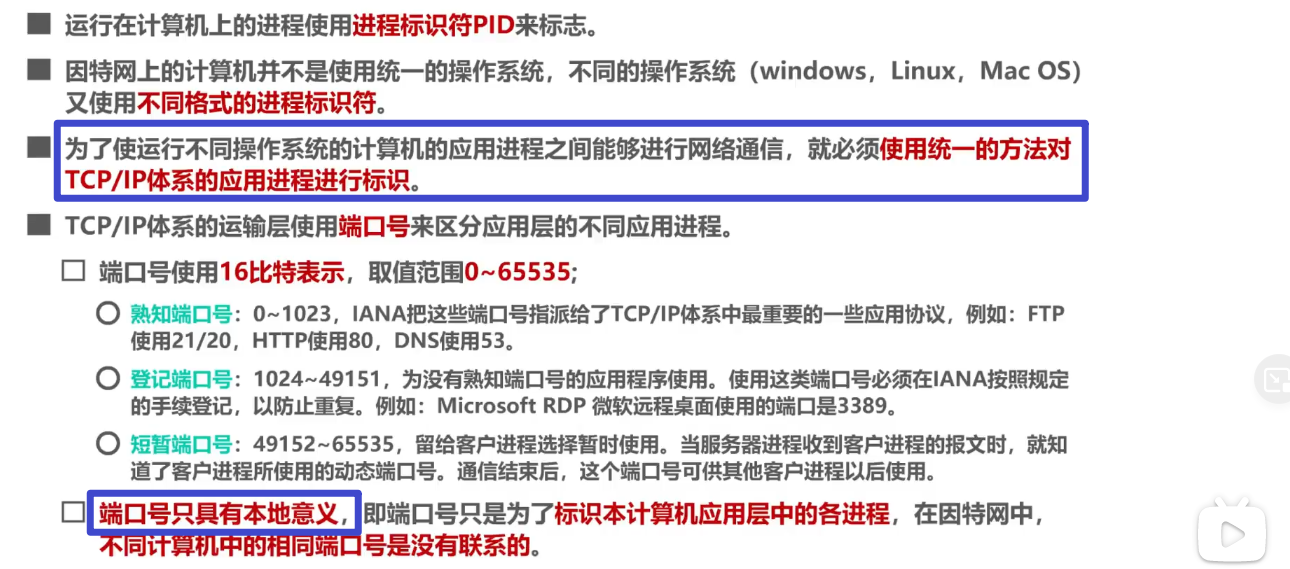 运行在计算机上的进程使用进程标识符PID来标志。
因特网上的计算机并不是使用统一的操作系统，不同的操作系统（windows，Linux，Mac OS）
又使用不同格式的进程标识符。
为了使运行不同操作系统的计算机的应用进程之间能够进行网络通信，就必须使用统一的方法对
TCP/IP体系的应用进程进行标识。
TCP/IP体系的运输层使用端口号来区分应用层的不同应用进程。
端口号使用16比特表示，取值范围0~65535;
熟知端口号：0~1023，IANA把这些端口号指派给了TCP/IP体系中最重要的一些应用协议，例如：FTP
使用21/20，HTTP使用80，DNS使用53。
登记端口号：1024~49151，为没有熟知端口号的应用程序使用。使用这类端口号必须在IANA按照规定
的手续登记，以防止重复。例如：Microsoft RDP 微软远程桌面使用的端口是3389。
短暂端口号：49152~65535，留给客户进程选择暂时使用。当服务器进程收到客户进程的报文时，就知
道了客户进程所使用的动态端口号。通信结束后，这个端口号可供其他客户进程以后使用。
端口号只具有本地意义，即端口号只是为了标识本计算机应用层中的各进程，在因特网中，
不同计算机中的相同端口号是没有联系的。